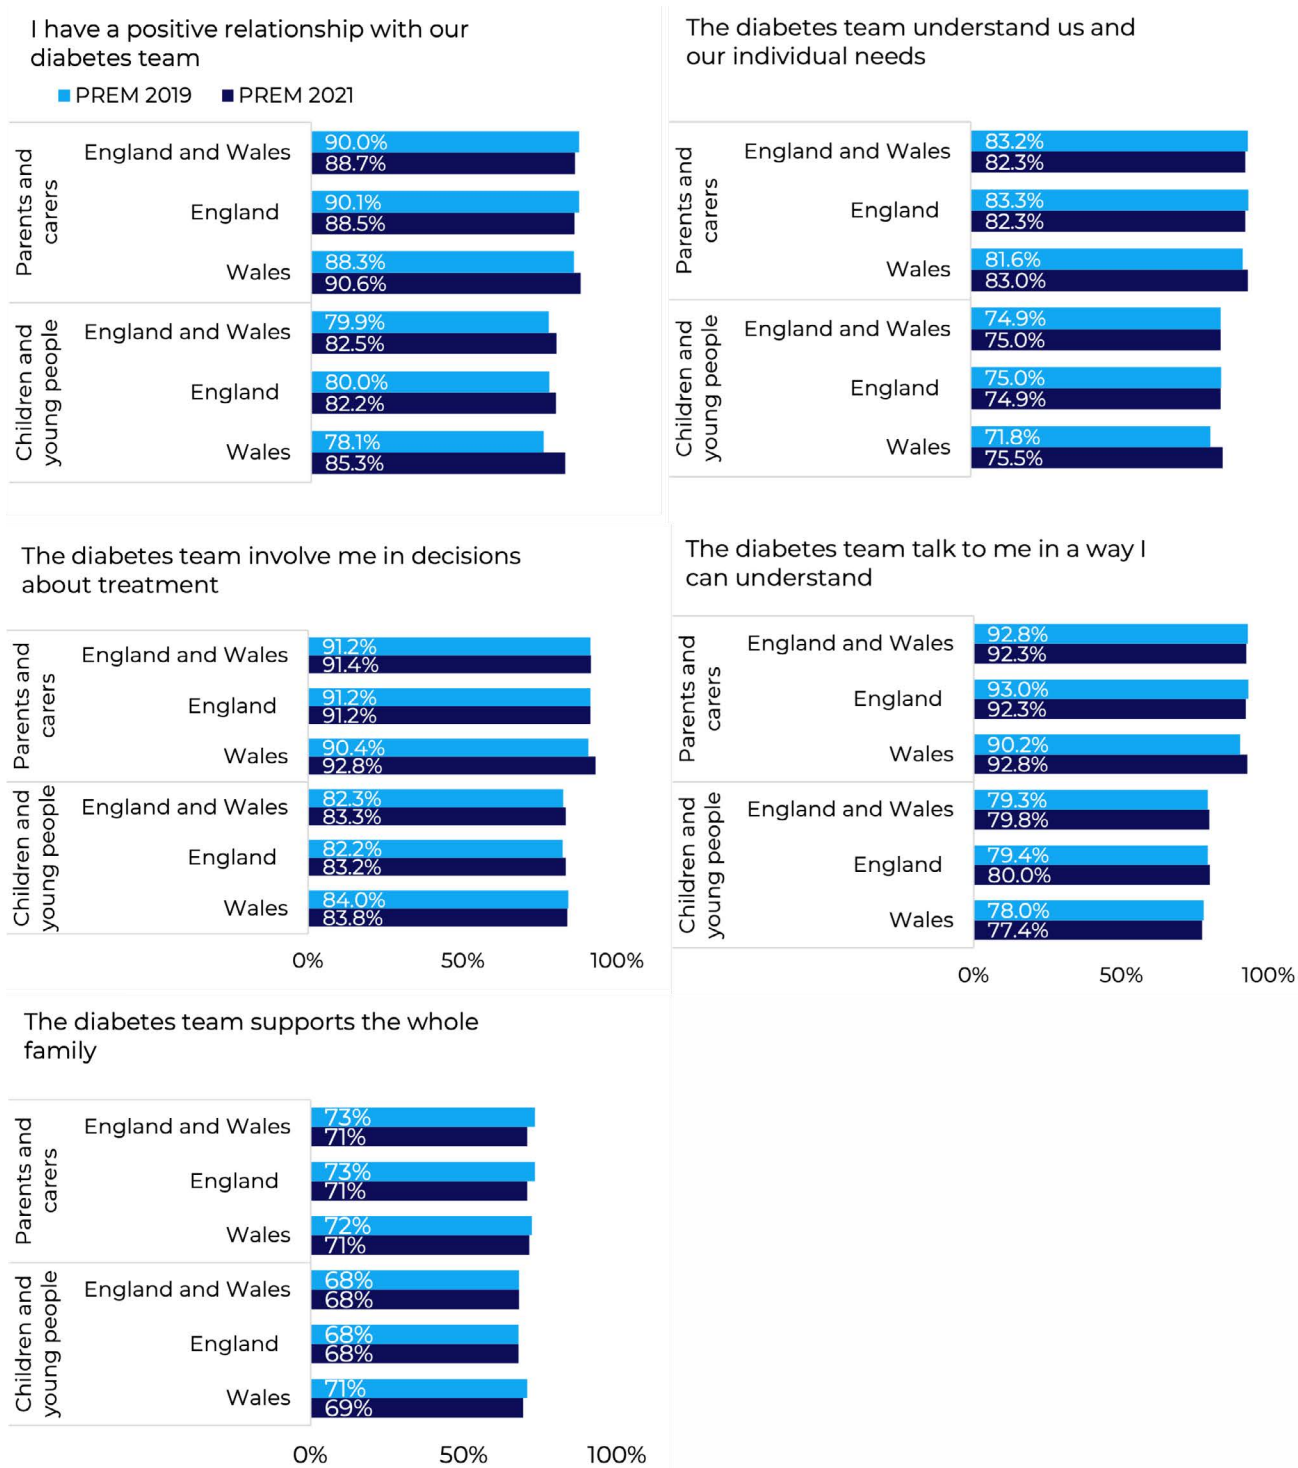 I have a positive relationship with our
diabetes team
PREM 2019 PREM 2021
Parents and
carers
England and Wales
90.0%
88.7%
England
90.1%
88.5%
Wales
88.3%
90.6%
Children and
young people
England and Wales
79.9%
82.5%
England
80.0%
82.2%
Wales
78.1%
85.3%
The diabetes team understand us and
our individual needs
Parents and
carers
England and Wales
83.2%
82.3%
England
83.3%
82.3%
Wales
81.6%
83.0%
Children and
young people
England and Wales
74.9%
75.0%
England
75.0%
74.9%
Wales
71.8%
75.5%
The diabetes team involve me in decisions
about treatment
Parents and
carers
England and Wales
91.2%
91.4%
England
91.2%
91.2%
Wales
90.4%
92.8%
Children and
young people
England and Wales
82.3%
83.3%
England
82.2%
83.2%
Wales
84.0%
83.8%
0% 50% 100%
The diabetes team talk to me in a way I
can understand
Parents and
carers
England and Wales
92.8%
92.3%
England
93.0%
92.3%
Wales
90.2%
92.8%
Children and
young people
England and Wales
79.3%
79.8%
England
79.4%
80.0%
Wales
78.0%
77.4%
0% 50% 100%
The diabetes team supports the whole
family
Parents and
carers
England and Wales
73%
71%
England
73%
71%
Wales
72%
71%
Children and
young people
England and Wales
68%
68%
England
68%
68%
Wales
71%
69%
0% 50% 100%